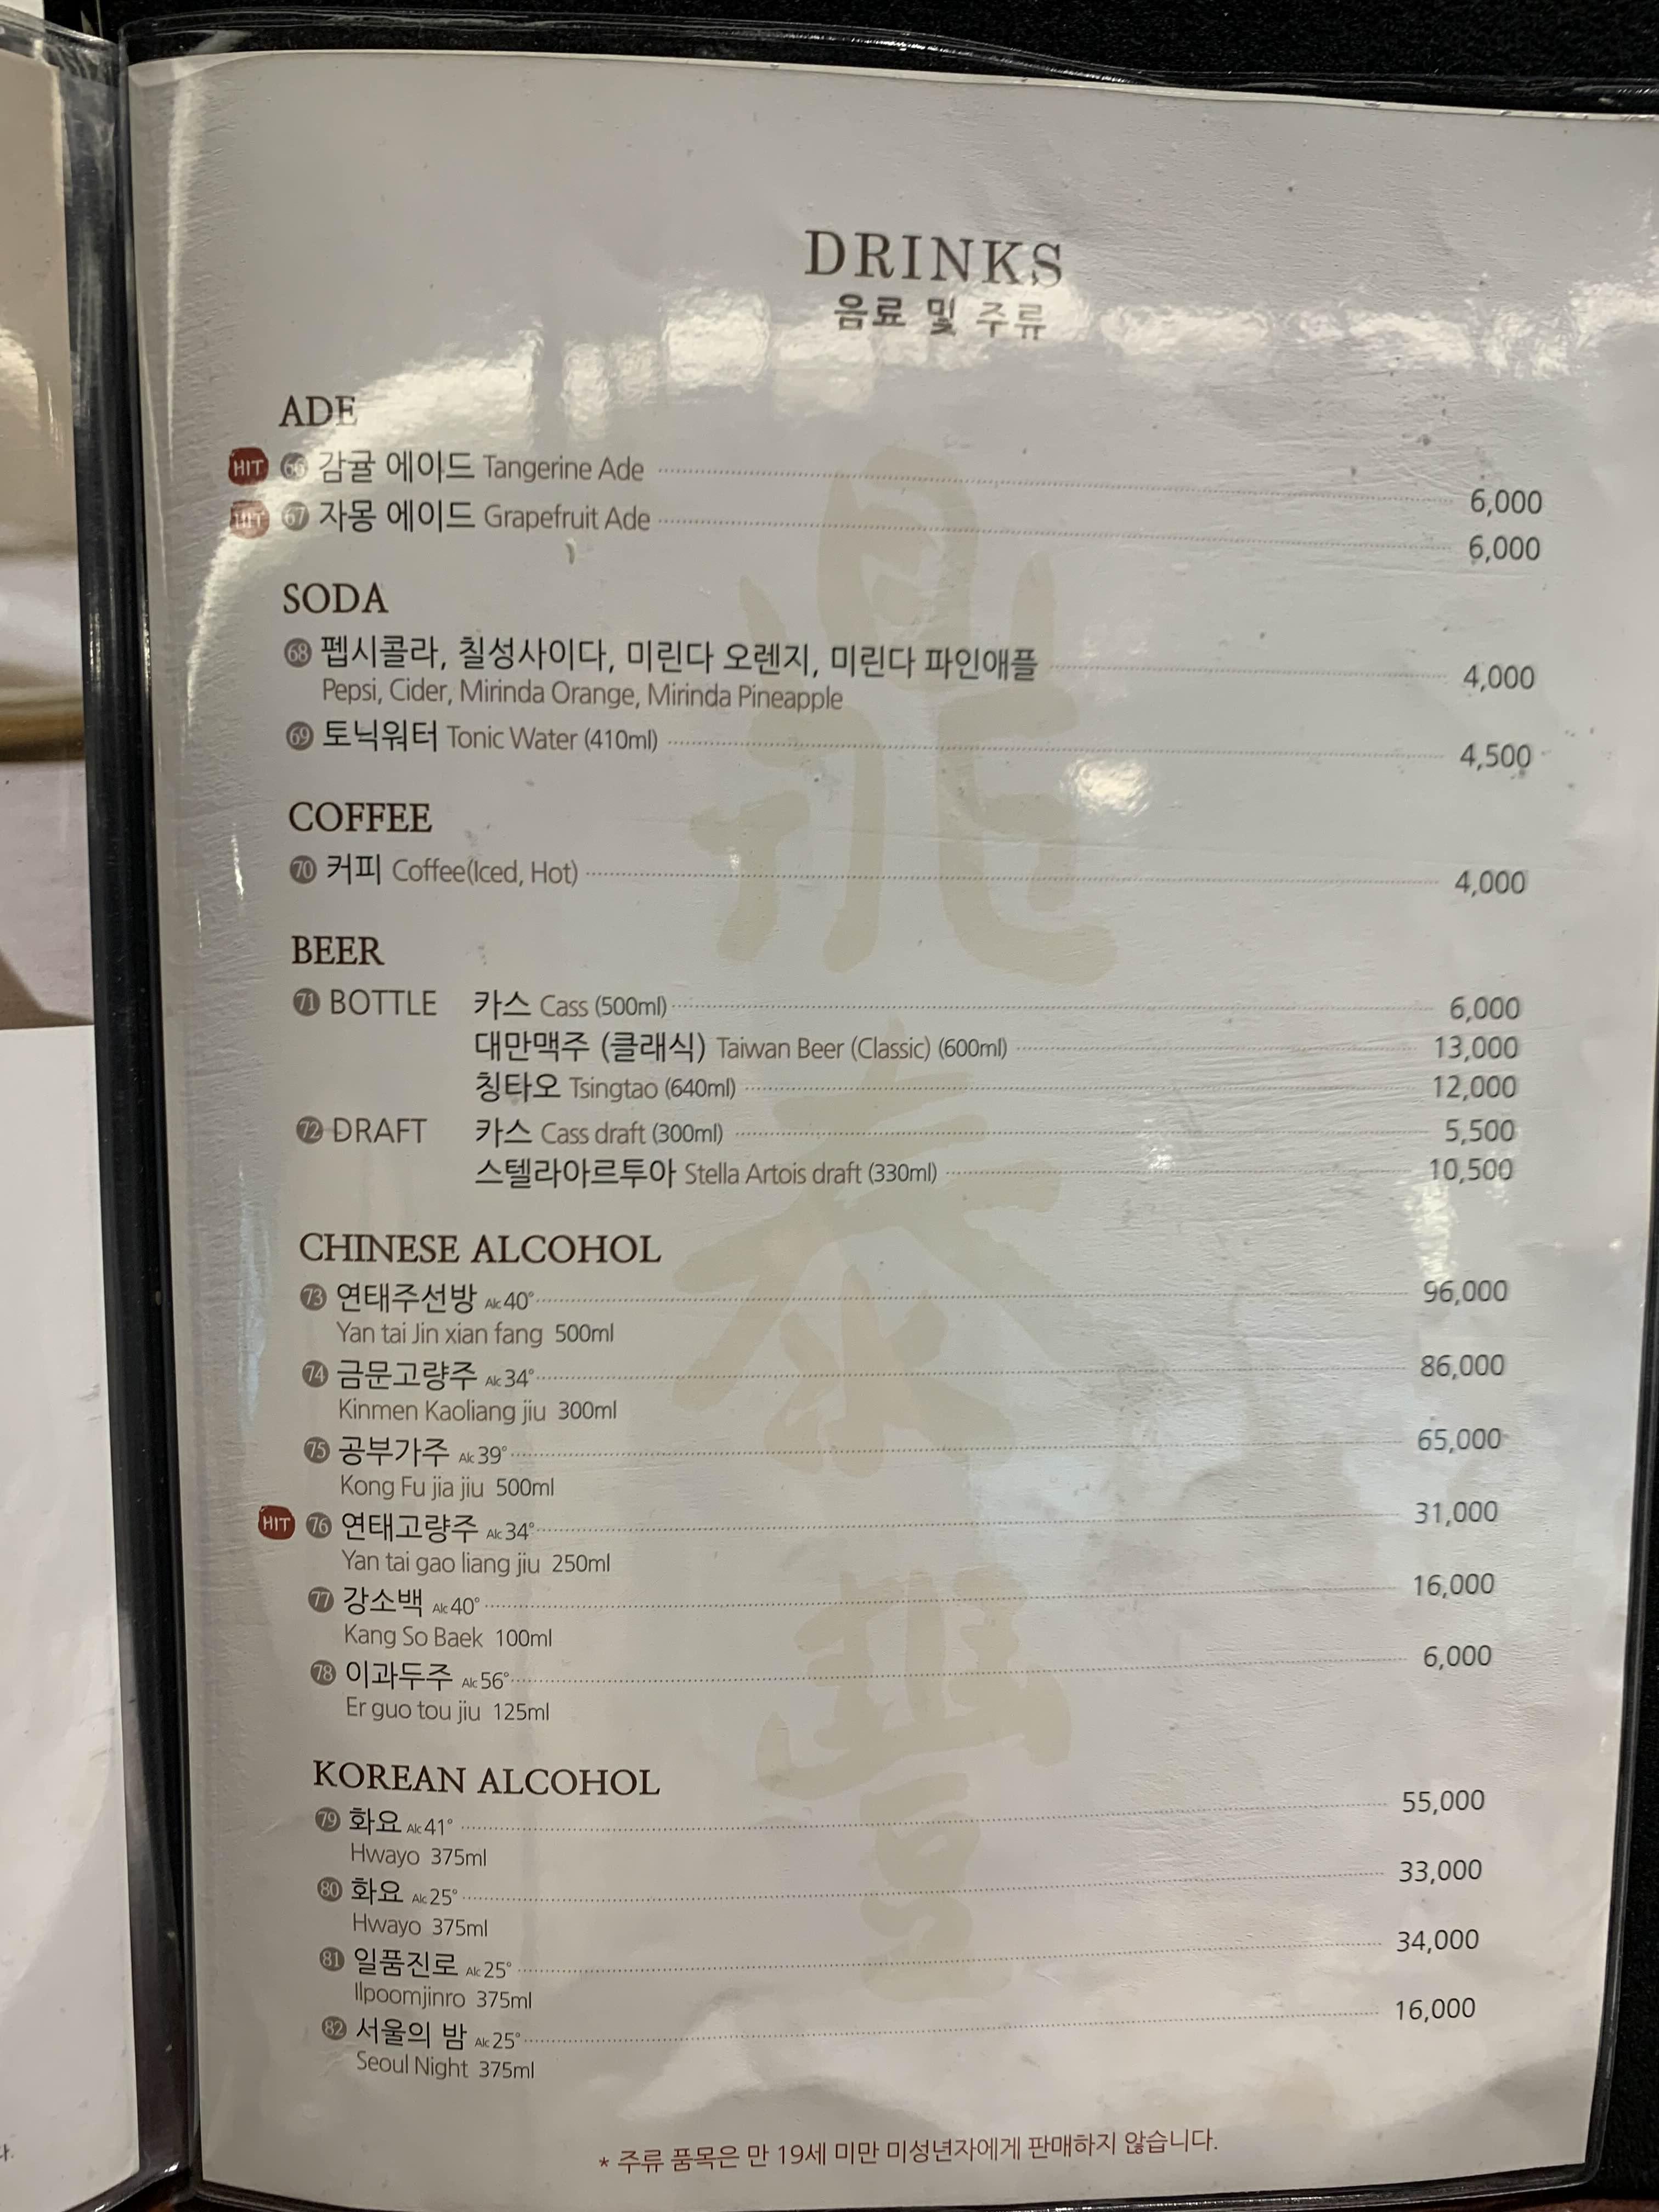 DRINKS
음료 및 주류
ADE
HIT 66 감귤 에이드 Tangerine Ade 6,000
HIT 67 자몽 에이드 Grapefruit Ade 6,000
SODA
68 펩시콜라, 칠성사이다, 미린다 오렌지, 미린다 파인애플 4,000
Pepsi, Cider, Mirinda Orange, Mirinda Pineapple
69 토닉워터 Tonic Water (410ml) 4,500
COFFEE
70 커피 Coffee(Iced, Hot) 4,000
BEER
71 BOTTLE 카스 Cass (500ml) 6,000
대만맥주 (클래식) Taiwan Beer (Classic) (600ml) 13,000
칭타오 Tsingtao (640ml) 12,000
72 DRAFT 카스 Cass draft (300ml) 5,500
스텔라아르투아 Stella Artois draft (330ml) 10,500
CHINESE ALCOHOL
73 연태주선방 Alc 40° 96,000
Yan tai Jin xian fang 500ml
74 금문고량주 Alc 34° 86,000
Kinmen Kaoliang jiu 300ml
75 공부가주 Alc 39° 65,000
Kong Fu jia jiu 500ml
HIT 76 연태고량주 Alc 34° 31,000
Yan tai gao liang jiu 250ml
77 강소백 Alc 40° 16,000
Kang So Baek 100ml
78 이과두주 Alc 56° 6,000
Er guo tou jiu 125ml
KOREAN ALCOHOL
79 화요 Alc 41° 55,000
Hwayo 375ml
80 화요 Alc 25° 33,000
Hwayo 375ml
81 일품진로 Alc 25° 34,000
Ilpoomjinro 375ml
82 서울의 밤 Alc 25° 16,000
Seoul Night 375ml
* 주류 품목은 만 19세 미만 미성년자에게 판매하지 않습니다.
鼎泰豐